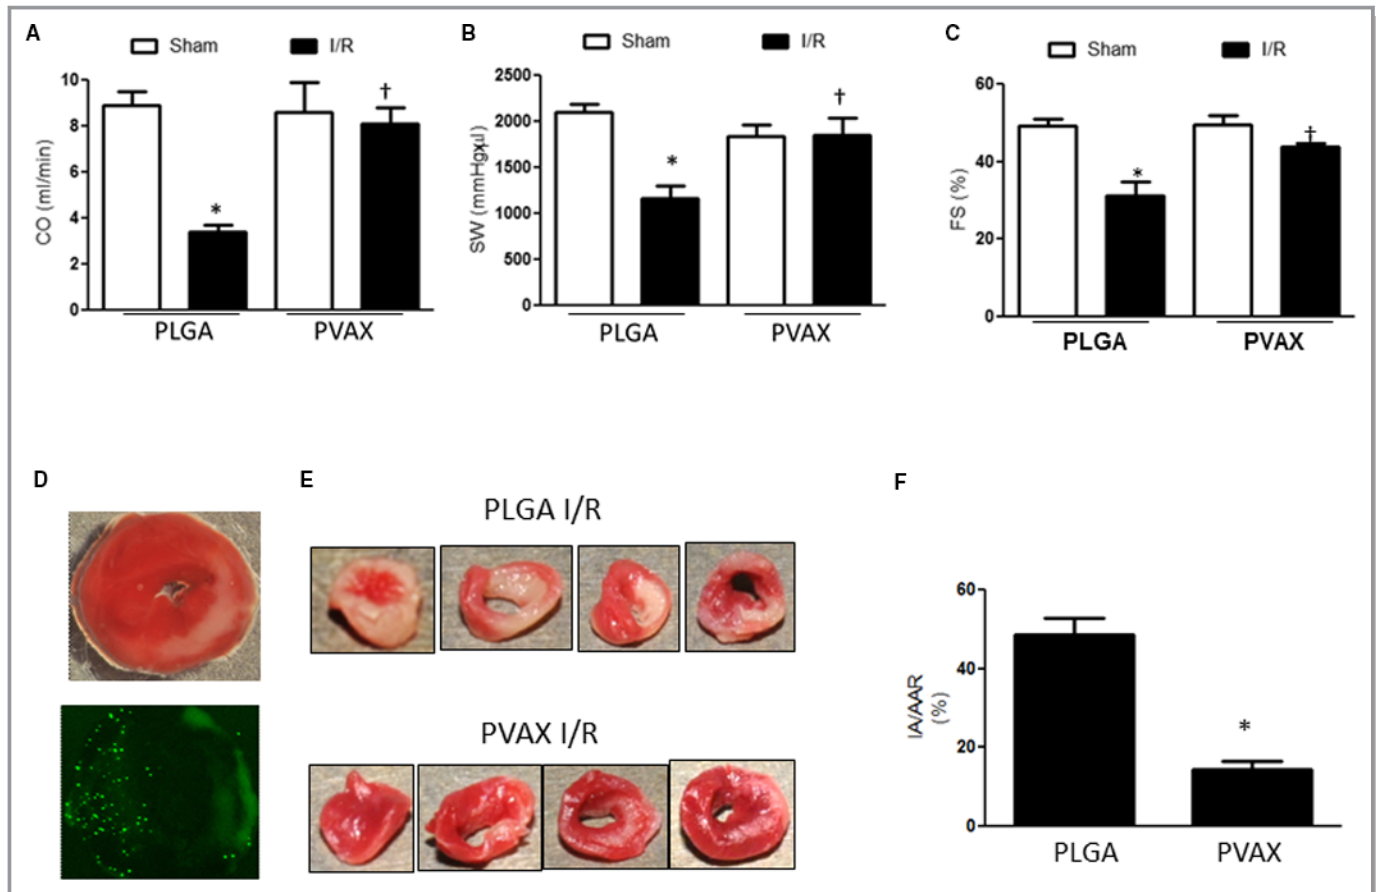 A
Sham
I/R
CO (ml/min)
10
8
6
4
2
0
*
†
PLGA
PVAX
B
Sham
I/R
SW (mmHgxµl)
2500
2000
1500
1000
500
0
*
†
PLGA
PVAX
C
Sham
I/R
FS (%)
60
40
20
0
*
†
PLGA
PVAX
D
E
PLGA I/R
PVAX I/R
F
IA/AAR
(%)
60
40
20
0
*
PLGA
PVAX